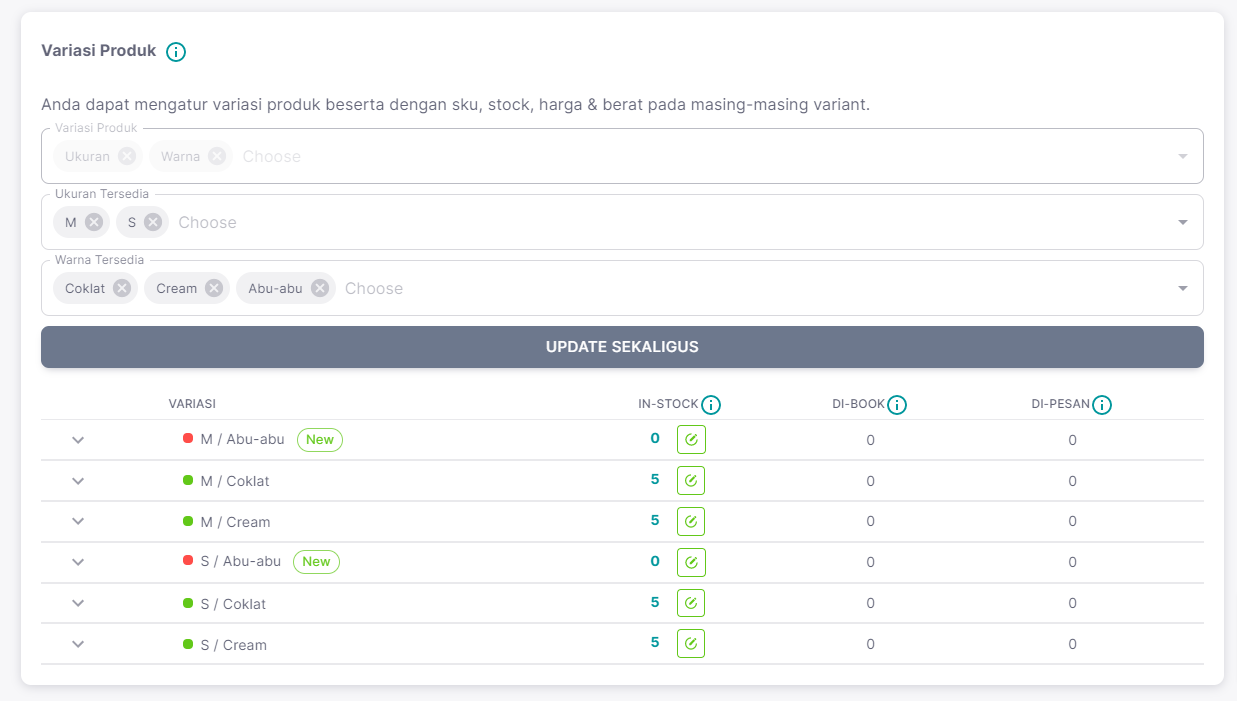 Variasi Produk
Anda dapat mengatur variasi produk beserta dengan sku, stock, harga & berat pada masing-masing variant.
Variasi Produk
Ukuran Warna Choose
Ukuran Tersedia
M S Choose
Warna Tersedia
Coklat Cream Abu-abu Choose
UPDATE SEKALIGUS
VARIASI IN-STOCK DI-BOOK DI-PESAN
M / Abu-abu New 0 0 0
M / Coklat 5 0 0
M / Cream 5 0 0
S / Abu-abu New 0 0 0
S / Coklat 5 0 0
S / Cream 5 0 0